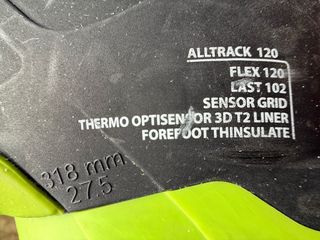 ALLTRACK 120
FLEX 120
LAST 102
SENSOR GRID
THERMO OPTISENSOR 3D T2 LINER
FOREFOOT THINSULATE
318 mm
27.5